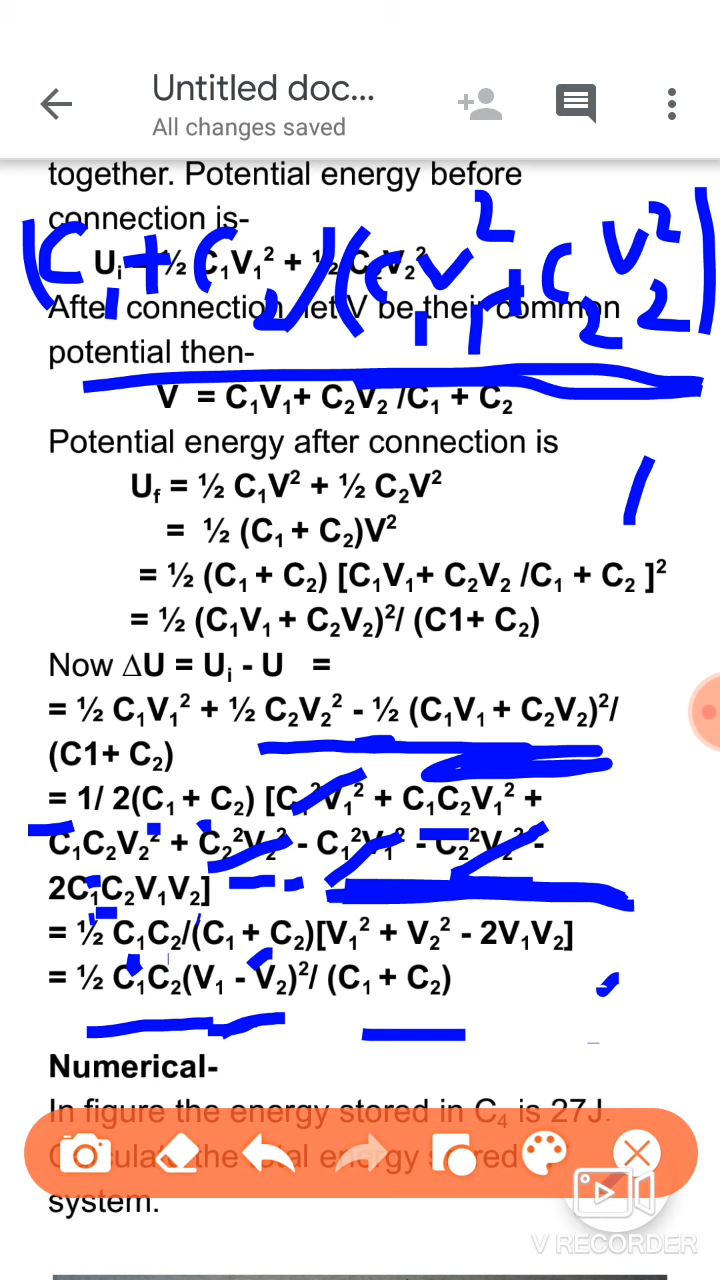 Untitled doc...
All changes saved
together. Potential energy before
connection is-
Uᵢ = ½ C₁V₁² + ½ C₂V₂²
(C₁ + C₂)(C₁V₁² + C₂V₂²)
After connection let V be their common
potential then-
V = C₁V₁+ C₂V₂ /C₁ + C₂
Potential energy after connection is
U𝒻 = ½ C₁V² + ½ C₂V²
= ½ (C₁ + C₂)V²
= ½ (C₁ + C₂) [C₁V₁+ C₂V₂ /C₁ + C₂ ]²
= ½ (C₁V₁ + C₂V₂)²/ (C1+ C₂)
Now △U = Uᵢ - U =
= ½ C₁V₁² + ½ C₂V₂² - ½ (C₁V₁ + C₂V₂)²/
(C1+ C₂)
= 1/ 2(C₁ + C₂) [C₁²V₁² + C₁C₂V₁² +
C₁C₂V₂² + C₂²V₂² - C₁²V₁² - C₂²V₂² -
2C₁C₂V₁V₂]
= ½ C₁C₂/(C₁ + C₂)[V₁² + V₂² - 2V₁V₂]
= ½ C₁C₂(V₁ - V₂)²/ (C₁ + C₂)
Numerical-
In figure the energy stored in C₄ is 27J.
the total energy
system.
V RECORDER